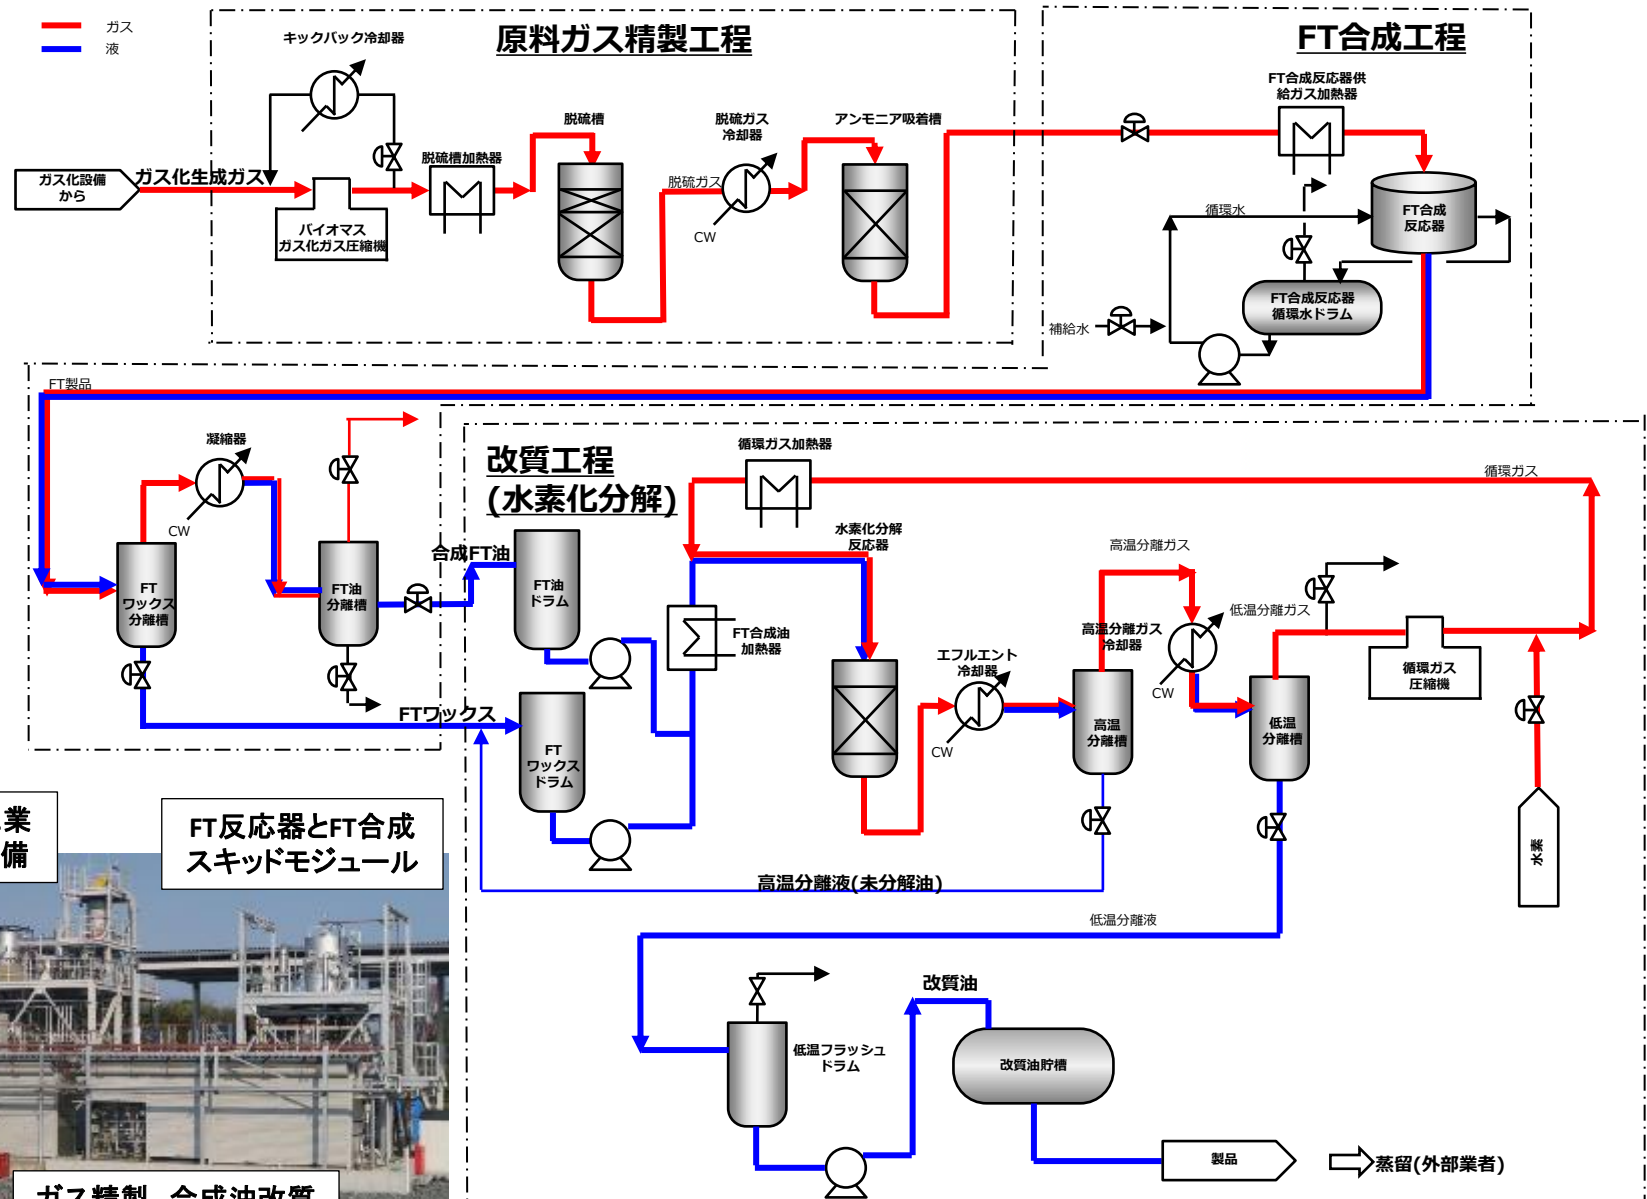 ガス
液
原料ガス精製工程
キックバック冷却器
脱硫槽
脱硫ガス
冷却器
アンモニア吸着槽
脱硫槽加熱器
ガス化設備
から
ガス化生成ガス
バイオマス
ガス化ガス圧縮機
脱硫ガス
CW
FT合成工程
FT合成反応器供
給ガス加熱器
循環水
FT合成
反応器
FT合成反応器
循環水ドラム
補給水
FT製品
凝縮器
CW
FT
ワックス
分離槽
FT油
分離槽
合成FT油
FTワックス
改質工程
(水素化分解)
循環ガス加熱器
循環ガス
水素化分解
反応器
FT油
ドラム
FT合成油
加熱器
FT
ワックス
ドラム
エフルエント
冷却器
CW
高温分離ガス
高温分離ガス
冷却器
CW
高温
分離槽
低温分離ガス
低温
分離槽
循環ガス
圧縮機
水素
高温分離液(未分解油)
低温分離液
低温フラッシュ
ドラム
改質油
改質油貯槽
製品
蒸留(外部業者)
業
備
FT反応器とFT合成
スキッドモジュール